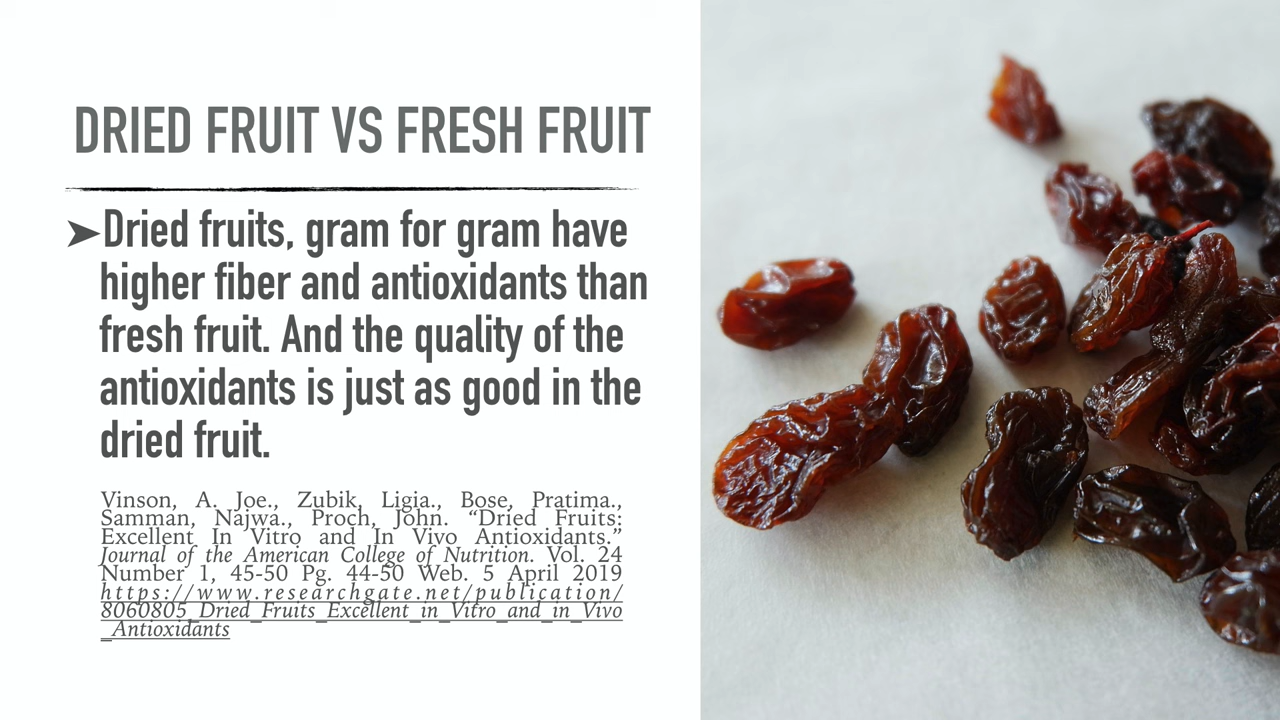 DRIED FRUIT VS FRESH FRUIT
➤Dried fruits, gram for gram have
higher fiber and antioxidants than
fresh fruit. And the quality of the
antioxidants is just as good in the
dried fruit.
Vinson, A. Joe., Zubik, Ligia., Bose, Pratima.,
Samman, Najwa., Proch, John. “Dried Fruits:
Excellent In Vitro and In Vivo Antioxidants.”
Journal of the American College of Nutrition. Vol. 24
Number 1, 45-50 Pg. 44-50 Web. 5 April 2019
https://www.researchgate.net/publication/
8060805_Dried_Fruits_Excellent_in_Vitro_and_in_Vivo
_Antioxidants